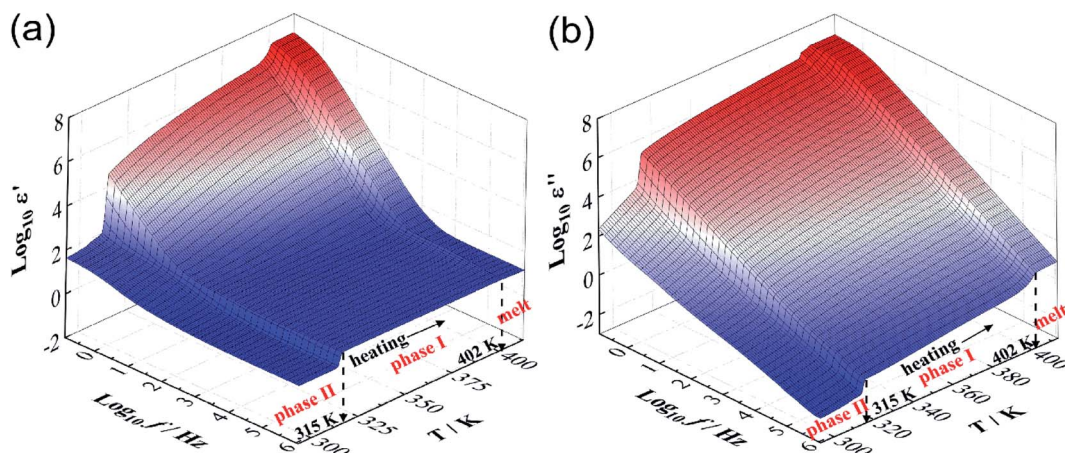 (a)
8
6
4
2
0
-2
Log₁₀ ε'
0
1
2
3
4
5
6
Log₁₀ f / Hz
300
325
350
375
400
T / K
phase II
315 K
heating
phase I
402 K
melt
(b)
8
6
4
2
0
-2
Log₁₀ ε''
0
1
2
3
4
5
6
Log₁₀ f / Hz
300
320
340
360
380
400
T / K
phase II
315 K
heating
phase I
402 K
melt